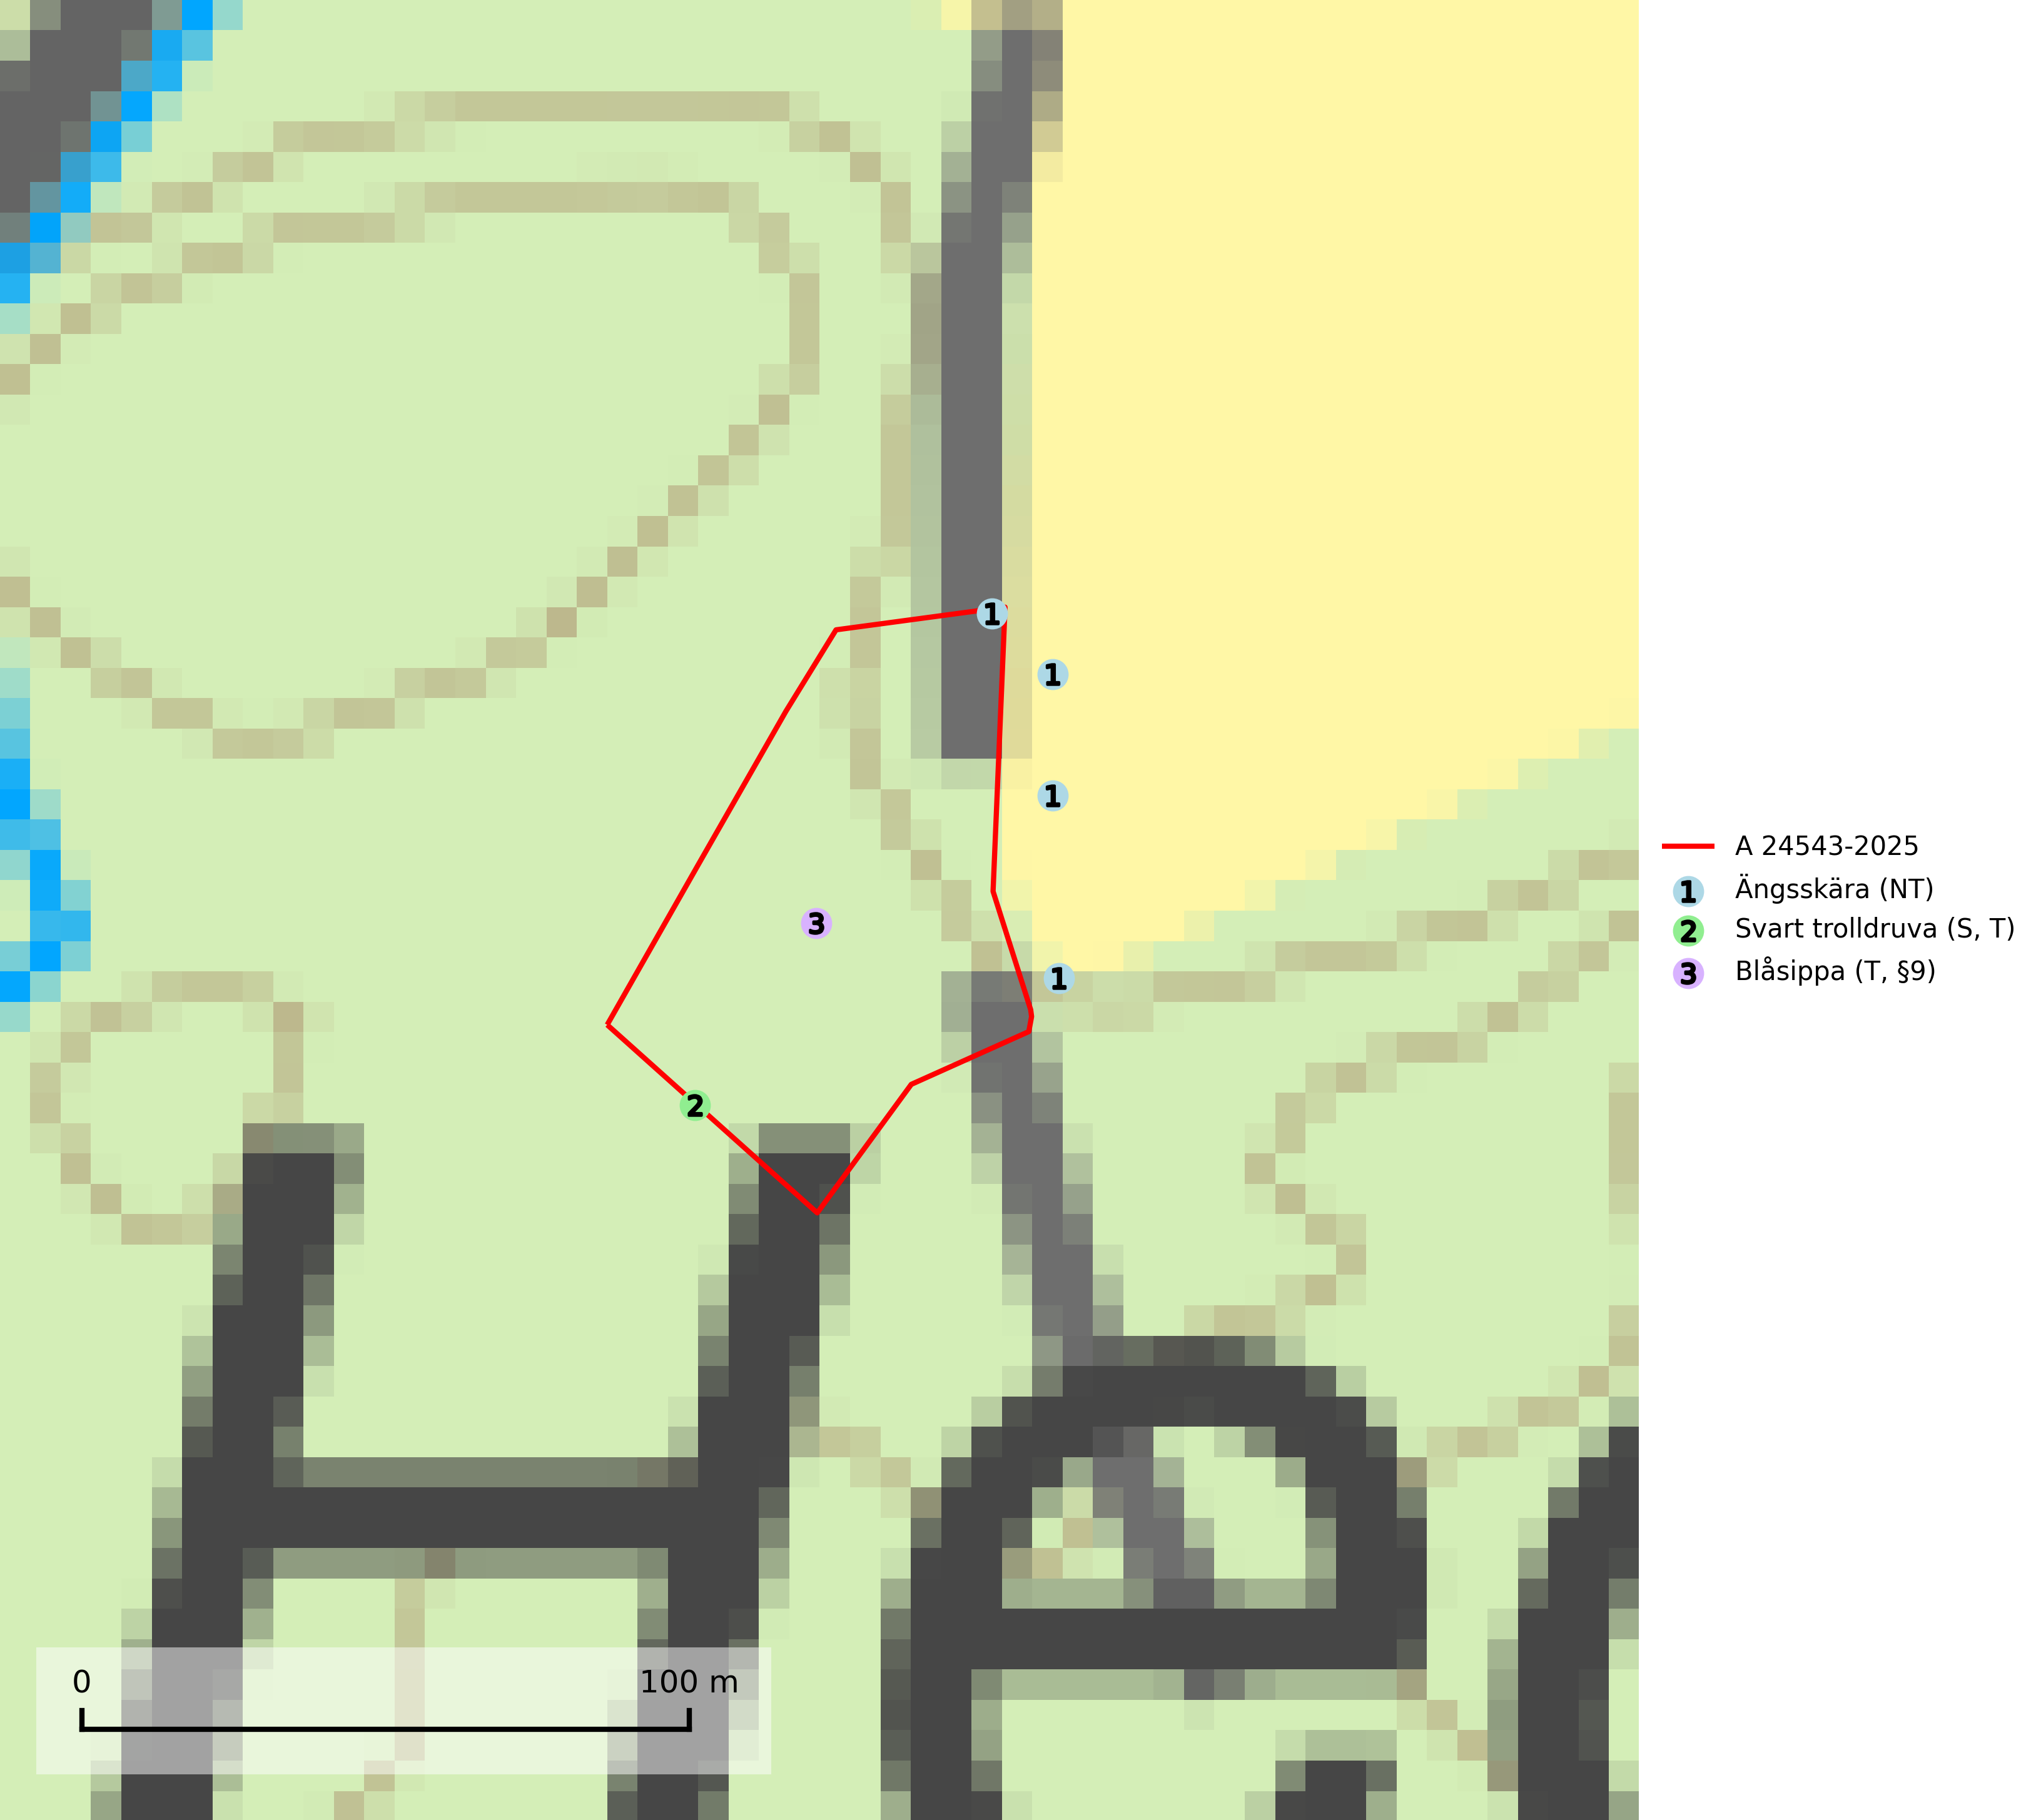 1
1
1
3
1
2
A 24543-2025
1 Ängsskära (NT)
2 Svart trolldruva (S, T)
3 Blåsippa (T, §9)
0 100 m